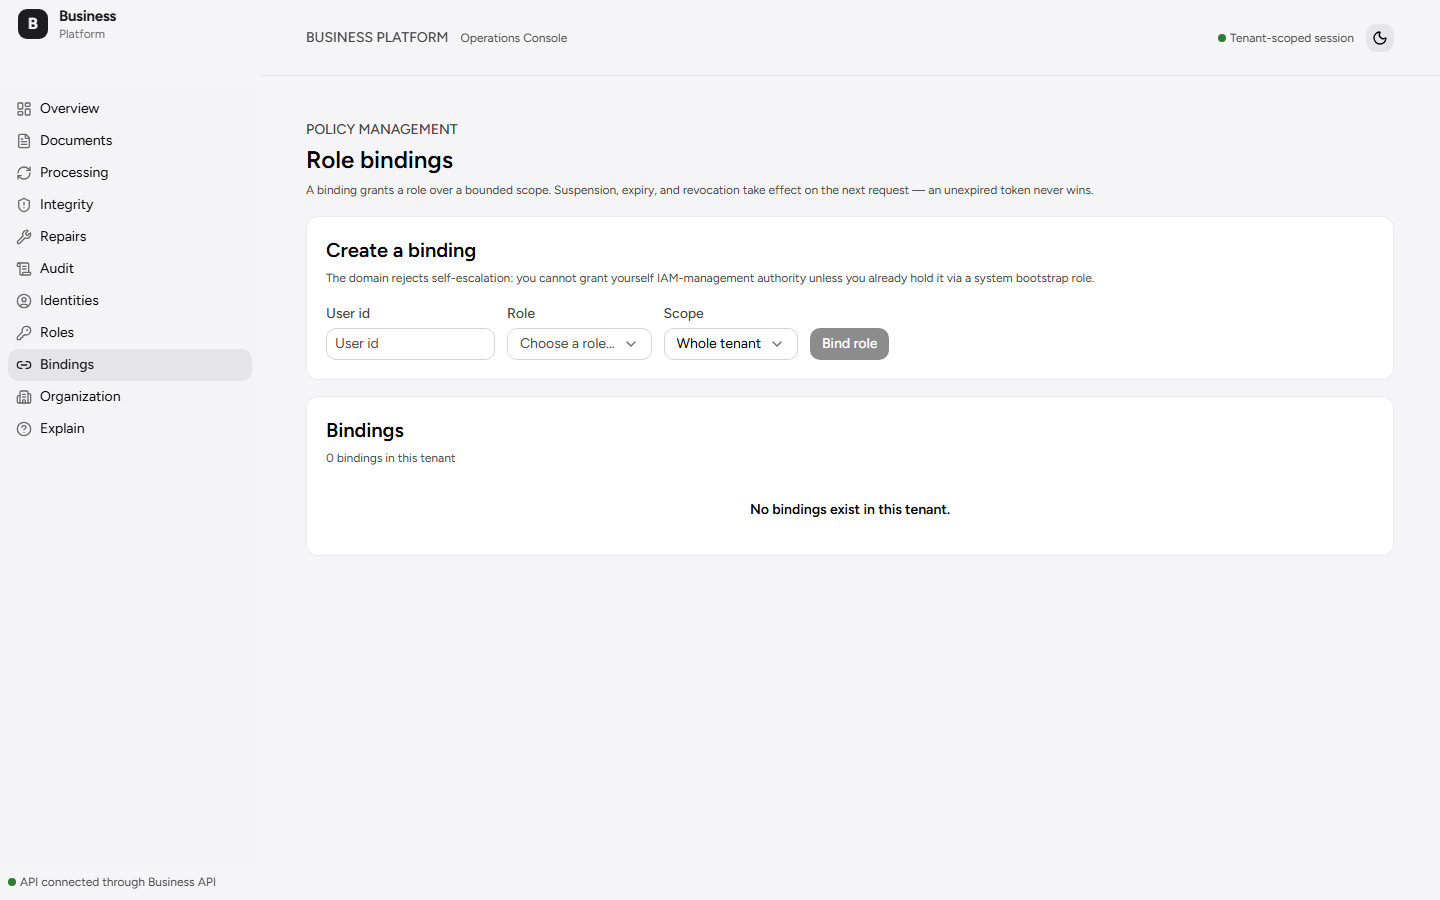 B
Business
Platform
BUSINESS PLATFORM Operations Console
Tenant-scoped session
Overview
Documents
Processing
Integrity
Repairs
Audit
Identities
Roles
Bindings
Organization
Explain
API connected through Business API
POLICY MANAGEMENT
Role bindings
A binding grants a role over a bounded scope. Suspension, expiry, and revocation take effect on the next request — an unexpired token never wins.
Create a binding
The domain rejects self-escalation: you cannot grant yourself IAM-management authority unless you already hold it via a system bootstrap role.
User id Role Scope
User id Choose a role... Whole tenant Bind role
Bindings
0 bindings in this tenant
No bindings exist in this tenant.